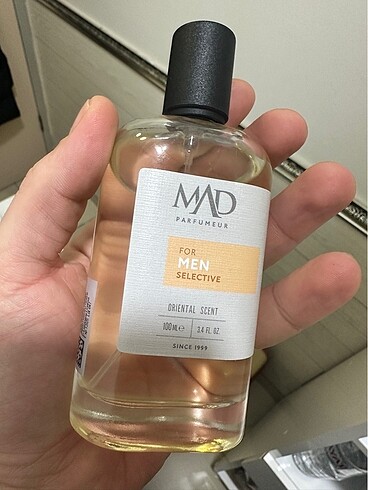 MAD
PARFUMEUR
FOR
MEN
SELECTIVE
ORIENTAL SCENT
100 ML ℮ 3.4 FL. OZ.
SINCE 1999